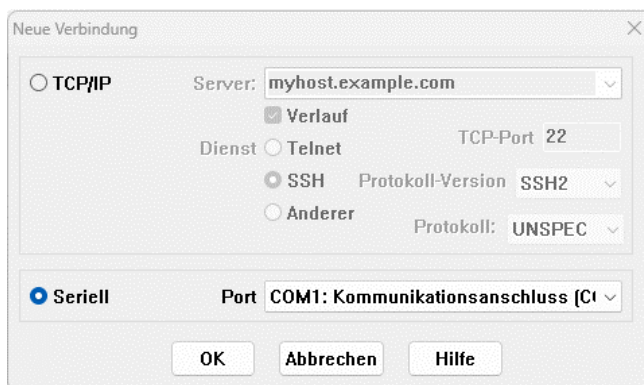 Neue Verbindung
TCP/IP Server: myhost.example.com
Verlauf
Dienst Telnet TCP-Port 22
SSH Protokoll-Version SSH2
Anderer Protokoll: UNSPEC
Seriell Port COM1: Kommunikationsanschluss (CO
OK Abbrechen Hilfe